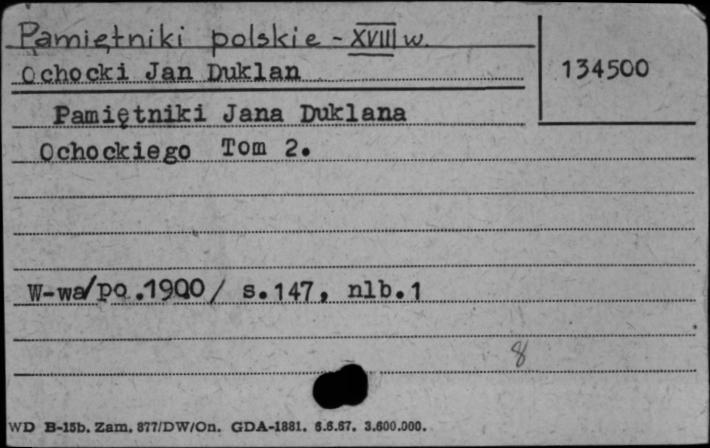 Pamiętniki polskie - XVIII w.
Ochocki Jan Duklan
134500
Pamiętniki Jana Duklana
Ochockiego Tom 2.
W-wa/po.1900/ s.147, nlb.1
8
WD B-15b. Zam. 877/DW/On. GDA-1881. 6.6.67. 3.600.000.